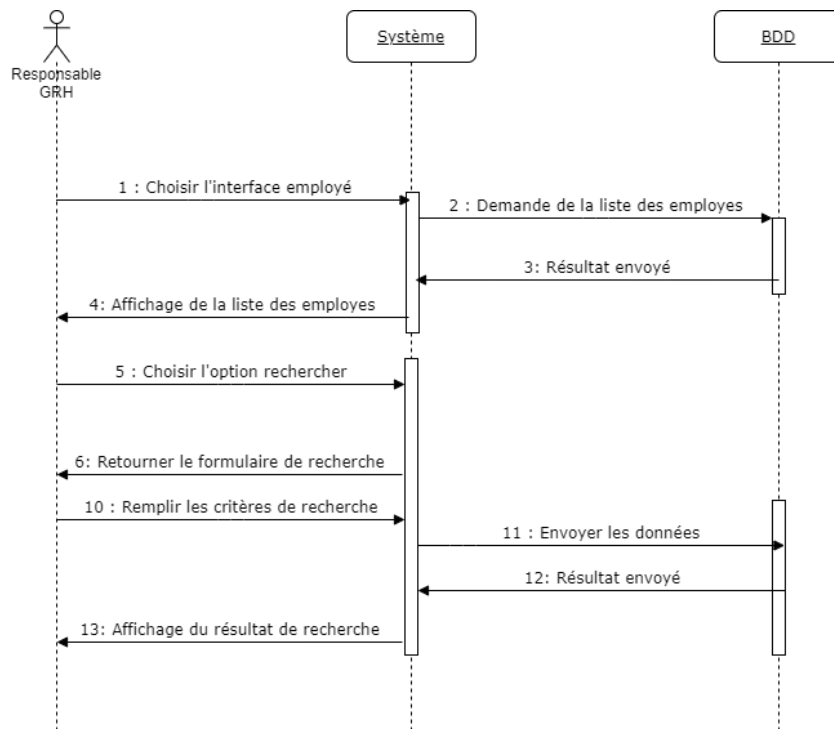 Système
BDD
Responsable
GRH
1 : Choisir l'interface employé
2 : Demande de la liste des employes
3: Résultat envoyé
4: Affichage de la liste des employes
5 : Choisir l'option rechercher
6: Retourner le formulaire de recherche
10 : Remplir les critères de recherche
11 : Envoyer les données
12: Résultat envoyé
13: Affichage du résultat de recherche